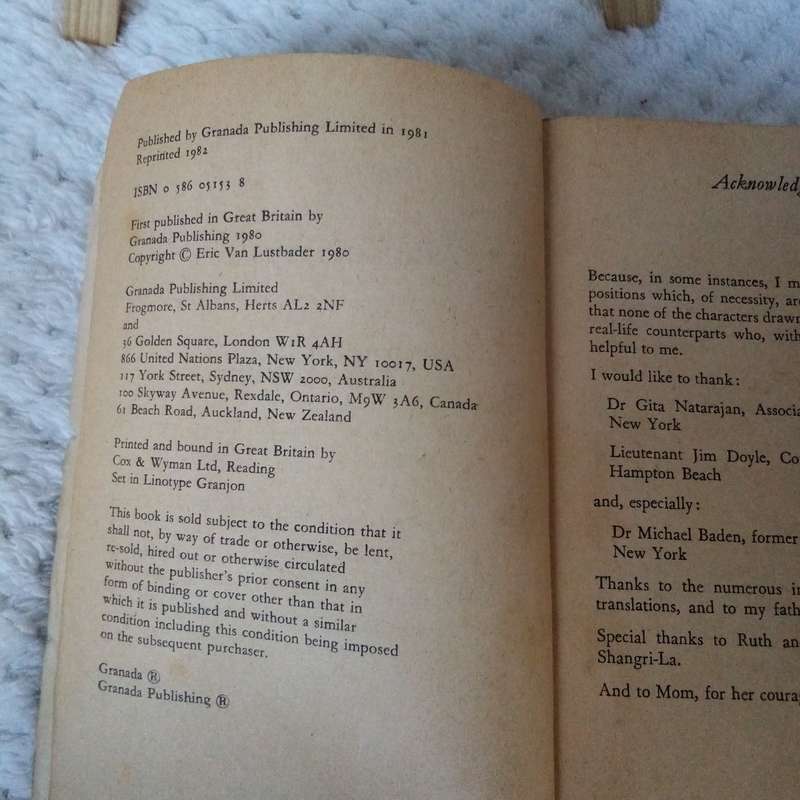 Published by Granada Publishing Limited in 1981
Reprinted 1982
ISBN 0 586 05153 8
First published in Great Britain by
Granada Publishing 1980
Copyright © Eric Van Lustbader 1980
Granada Publishing Limited
Frogmore, St Albans, Herts AL2 2NF
and
36 Golden Square, London W1R 4AH
866 United Nations Plaza, New York, NY 10017, USA
117 York Street, Sydney, NSW 2000, Australia
100 Skyway Avenue, Rexdale, Ontario, M9W 3A6, Canada
61 Beach Road, Auckland, New Zealand
Printed and bound in Great Britain by
Cox & Wyman Ltd, Reading
Set in Linotype Granjon
This book is sold subject to the condition that it
shall not, by way of trade or otherwise, be lent,
re-sold, hired out or otherwise circulated
without the publisher's prior consent in any
form of binding or cover other than that in
which it is published and without a similar
condition including this condition being imposed
on the subsequent purchaser.
Granada ®
Granada Publishing ®
Because, in some instances, I
positions which, of necessity,
that none of the characters drawn
real-life counterparts who,
helpful to me.
I would like to thank:
Dr Gita Natarajan,
New York
Lieutenant Jim Doyle,
Hampton Beach
and, especially:
Dr Michael Baden, former
New York
Thanks to the numerous
translations, and to my
Special thanks to Ruth
Shangri-La.
And to Mom, for her